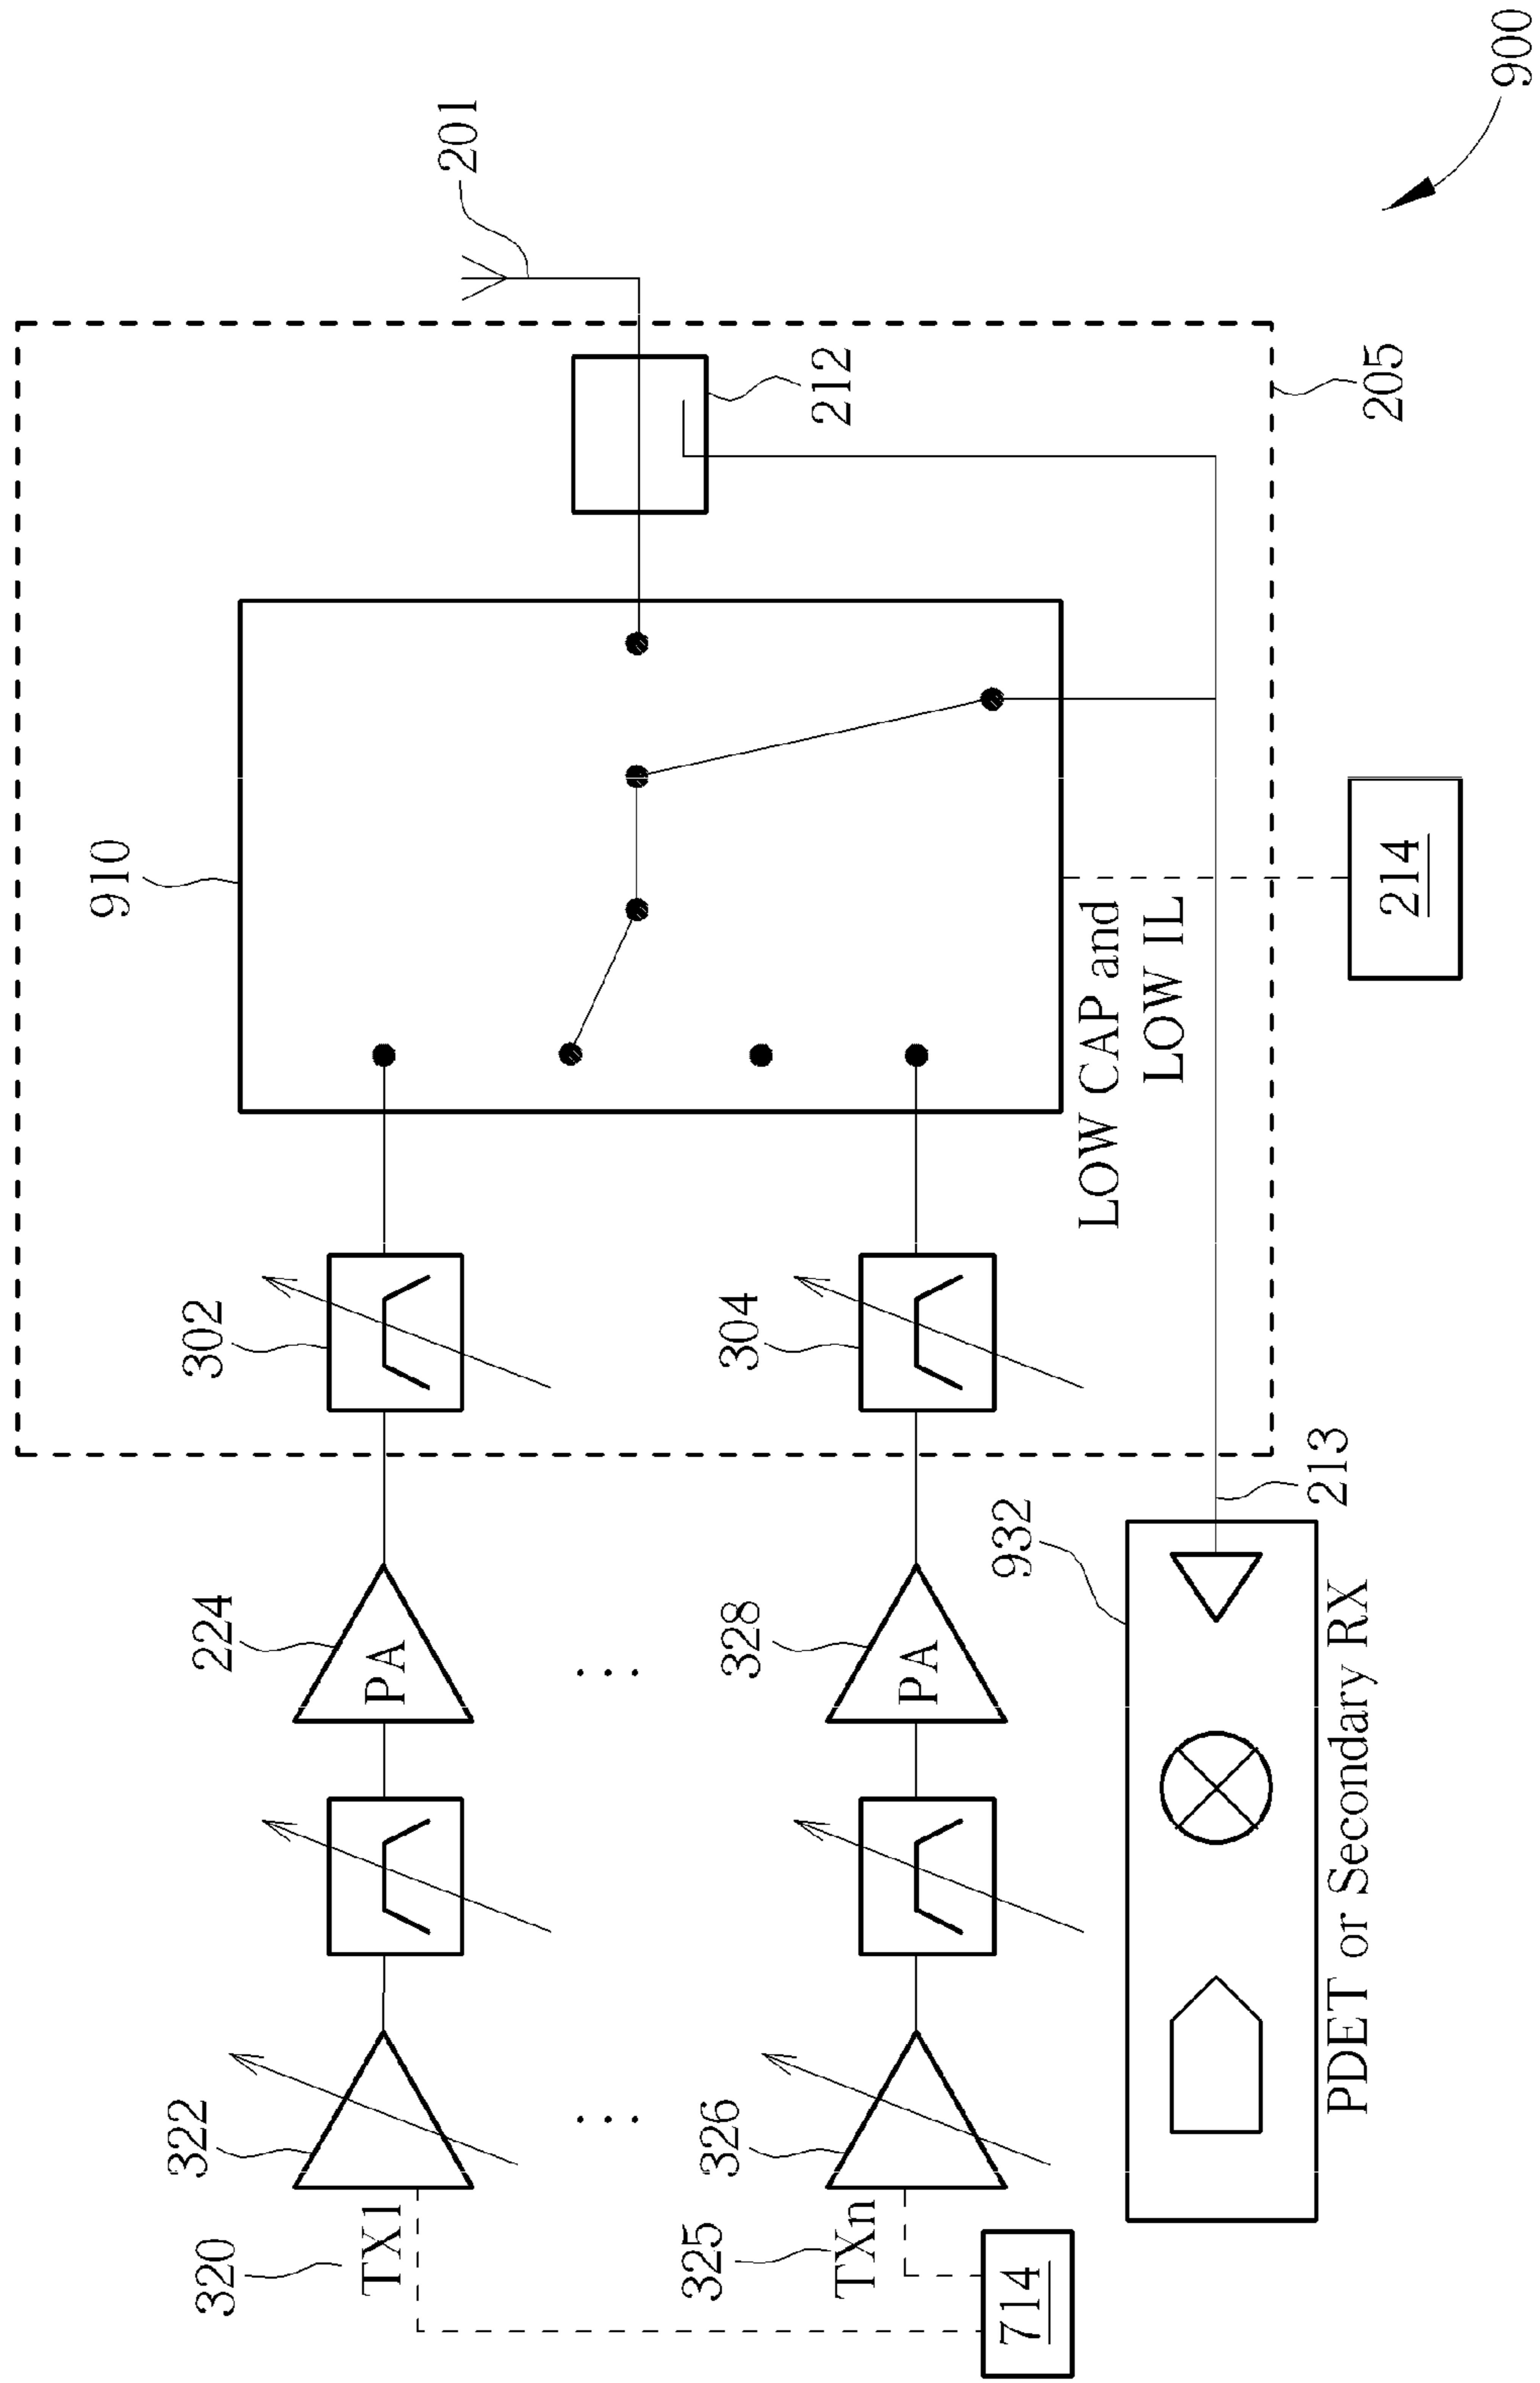 900
201
205
212
910
214
LOW CAP and
LOW IL
302
304
213
932
224
PA
328
PA
PDET or Secondary RX
322
326
320
TX1
325
TXn
714